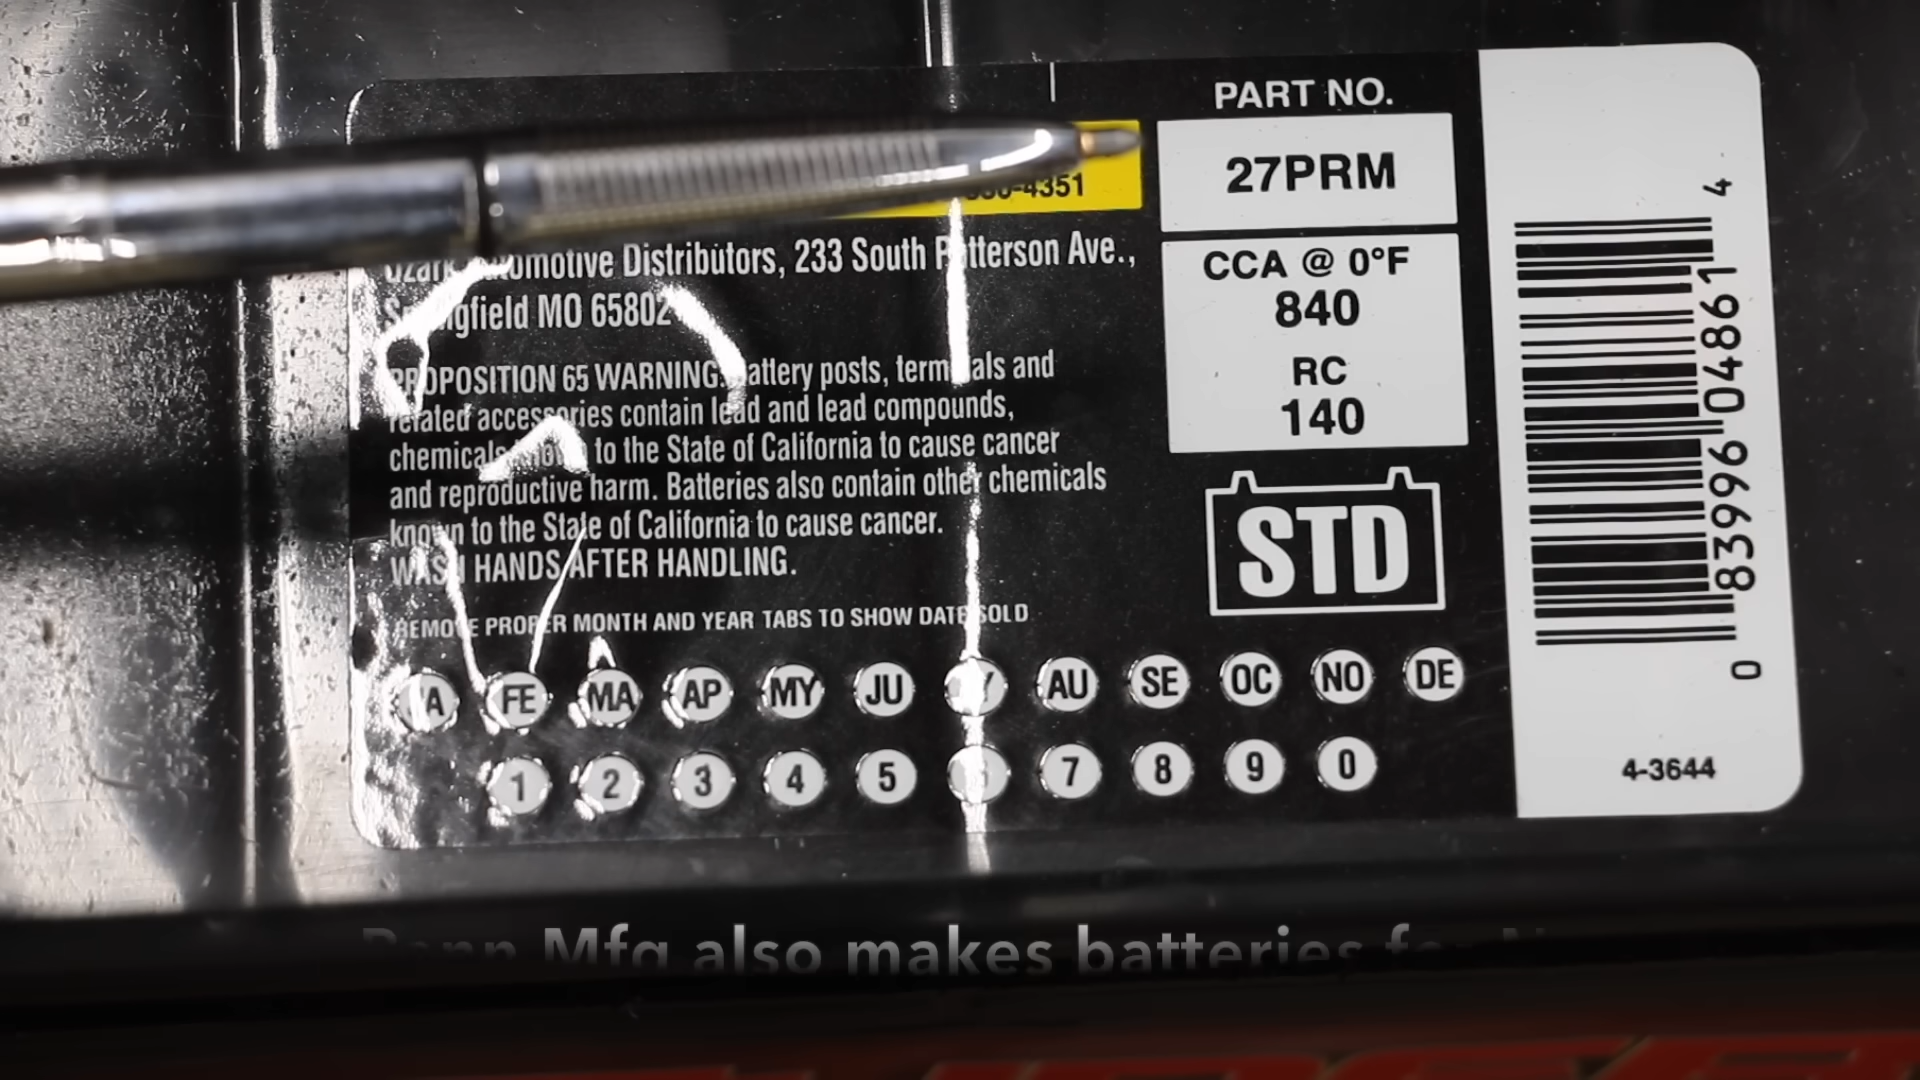 PART NO.
27PRM
-4351
Automotive Distributors, 233 South Patterson Ave.,
Springfield MO 65802
CCA @ 0°F
840
RC
140
PROPOSITION 65 WARNING: Battery posts, terminals and
related accessories contain lead and lead compounds,
chemicals known to the State of California to cause cancer
and reproductive harm. Batteries also contain other chemicals
known to the State of California to cause cancer.
WASH HANDS AFTER HANDLING.
STD
REMOVE PROPER MONTH AND YEAR TABS TO SHOW DATE SOLD
FE MA AP MY JU AU SE OC NO DE
1 2 3 4 5 6 7 8 9 0
0 83996 04861 4
4-3644
Mfg also makes batteries